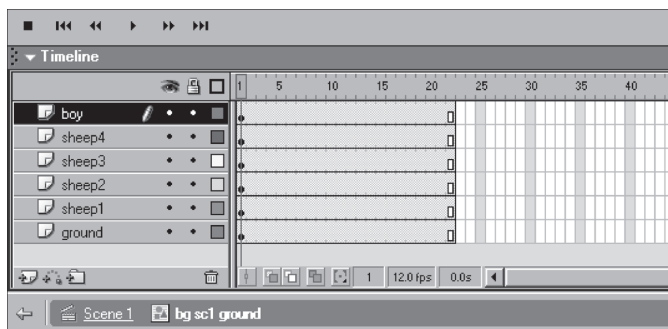 Timeline
1 5 10 15 20 25 30 35 40
boy
sheep4
sheep3
sheep2
sheep1
ground
1 12.0 fps 0.0s
Scene 1 bg sc1 ground